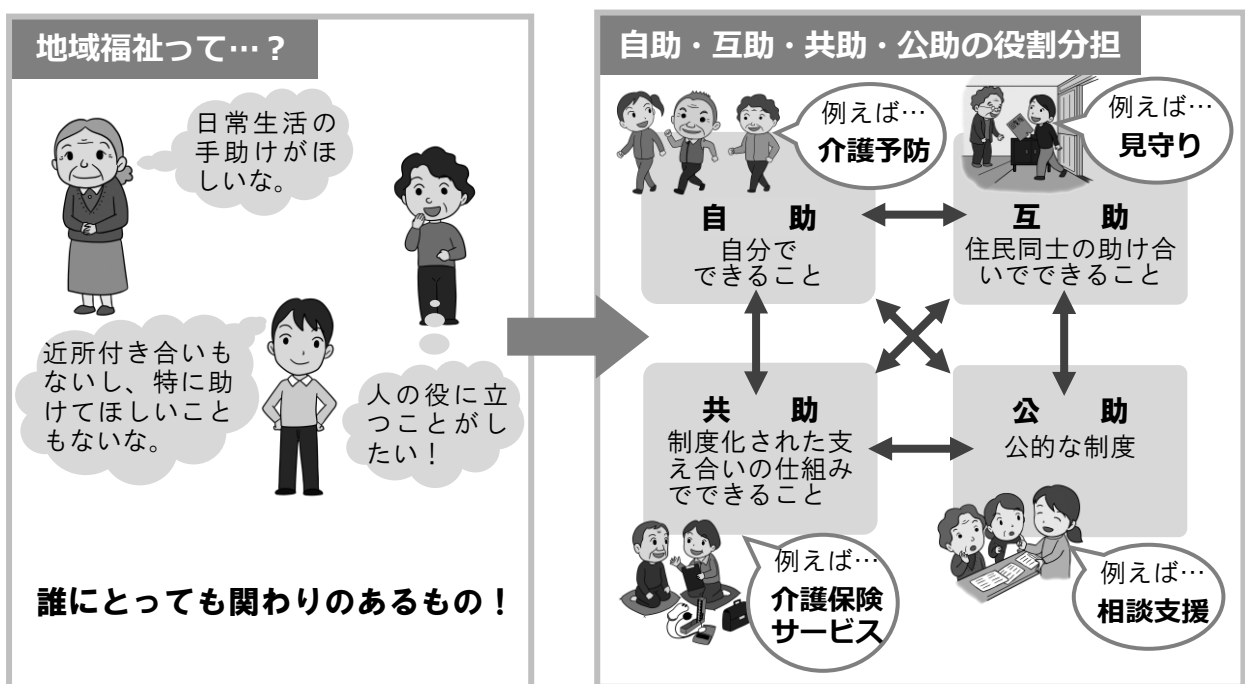 地域福祉って…？
日常生活の
手助けがほ
しいな。
近所付き合いも
ないし、特に助
けてほしいこと
もないな。
人の役に立
つことがし
たい！
誰にとっても関わりのあるもの！
自助・互助・共助・公助の役割分担
例えば…
介護予防
例えば…
見守り
自　　助
自分で
できること
互　　助
住民同士の助け合
いでできること
共　　助
制度化された支
え合いの仕組み
でできること
公　　助
公的な制度
例えば…
介護保険
サービス
例えば…
相談支援